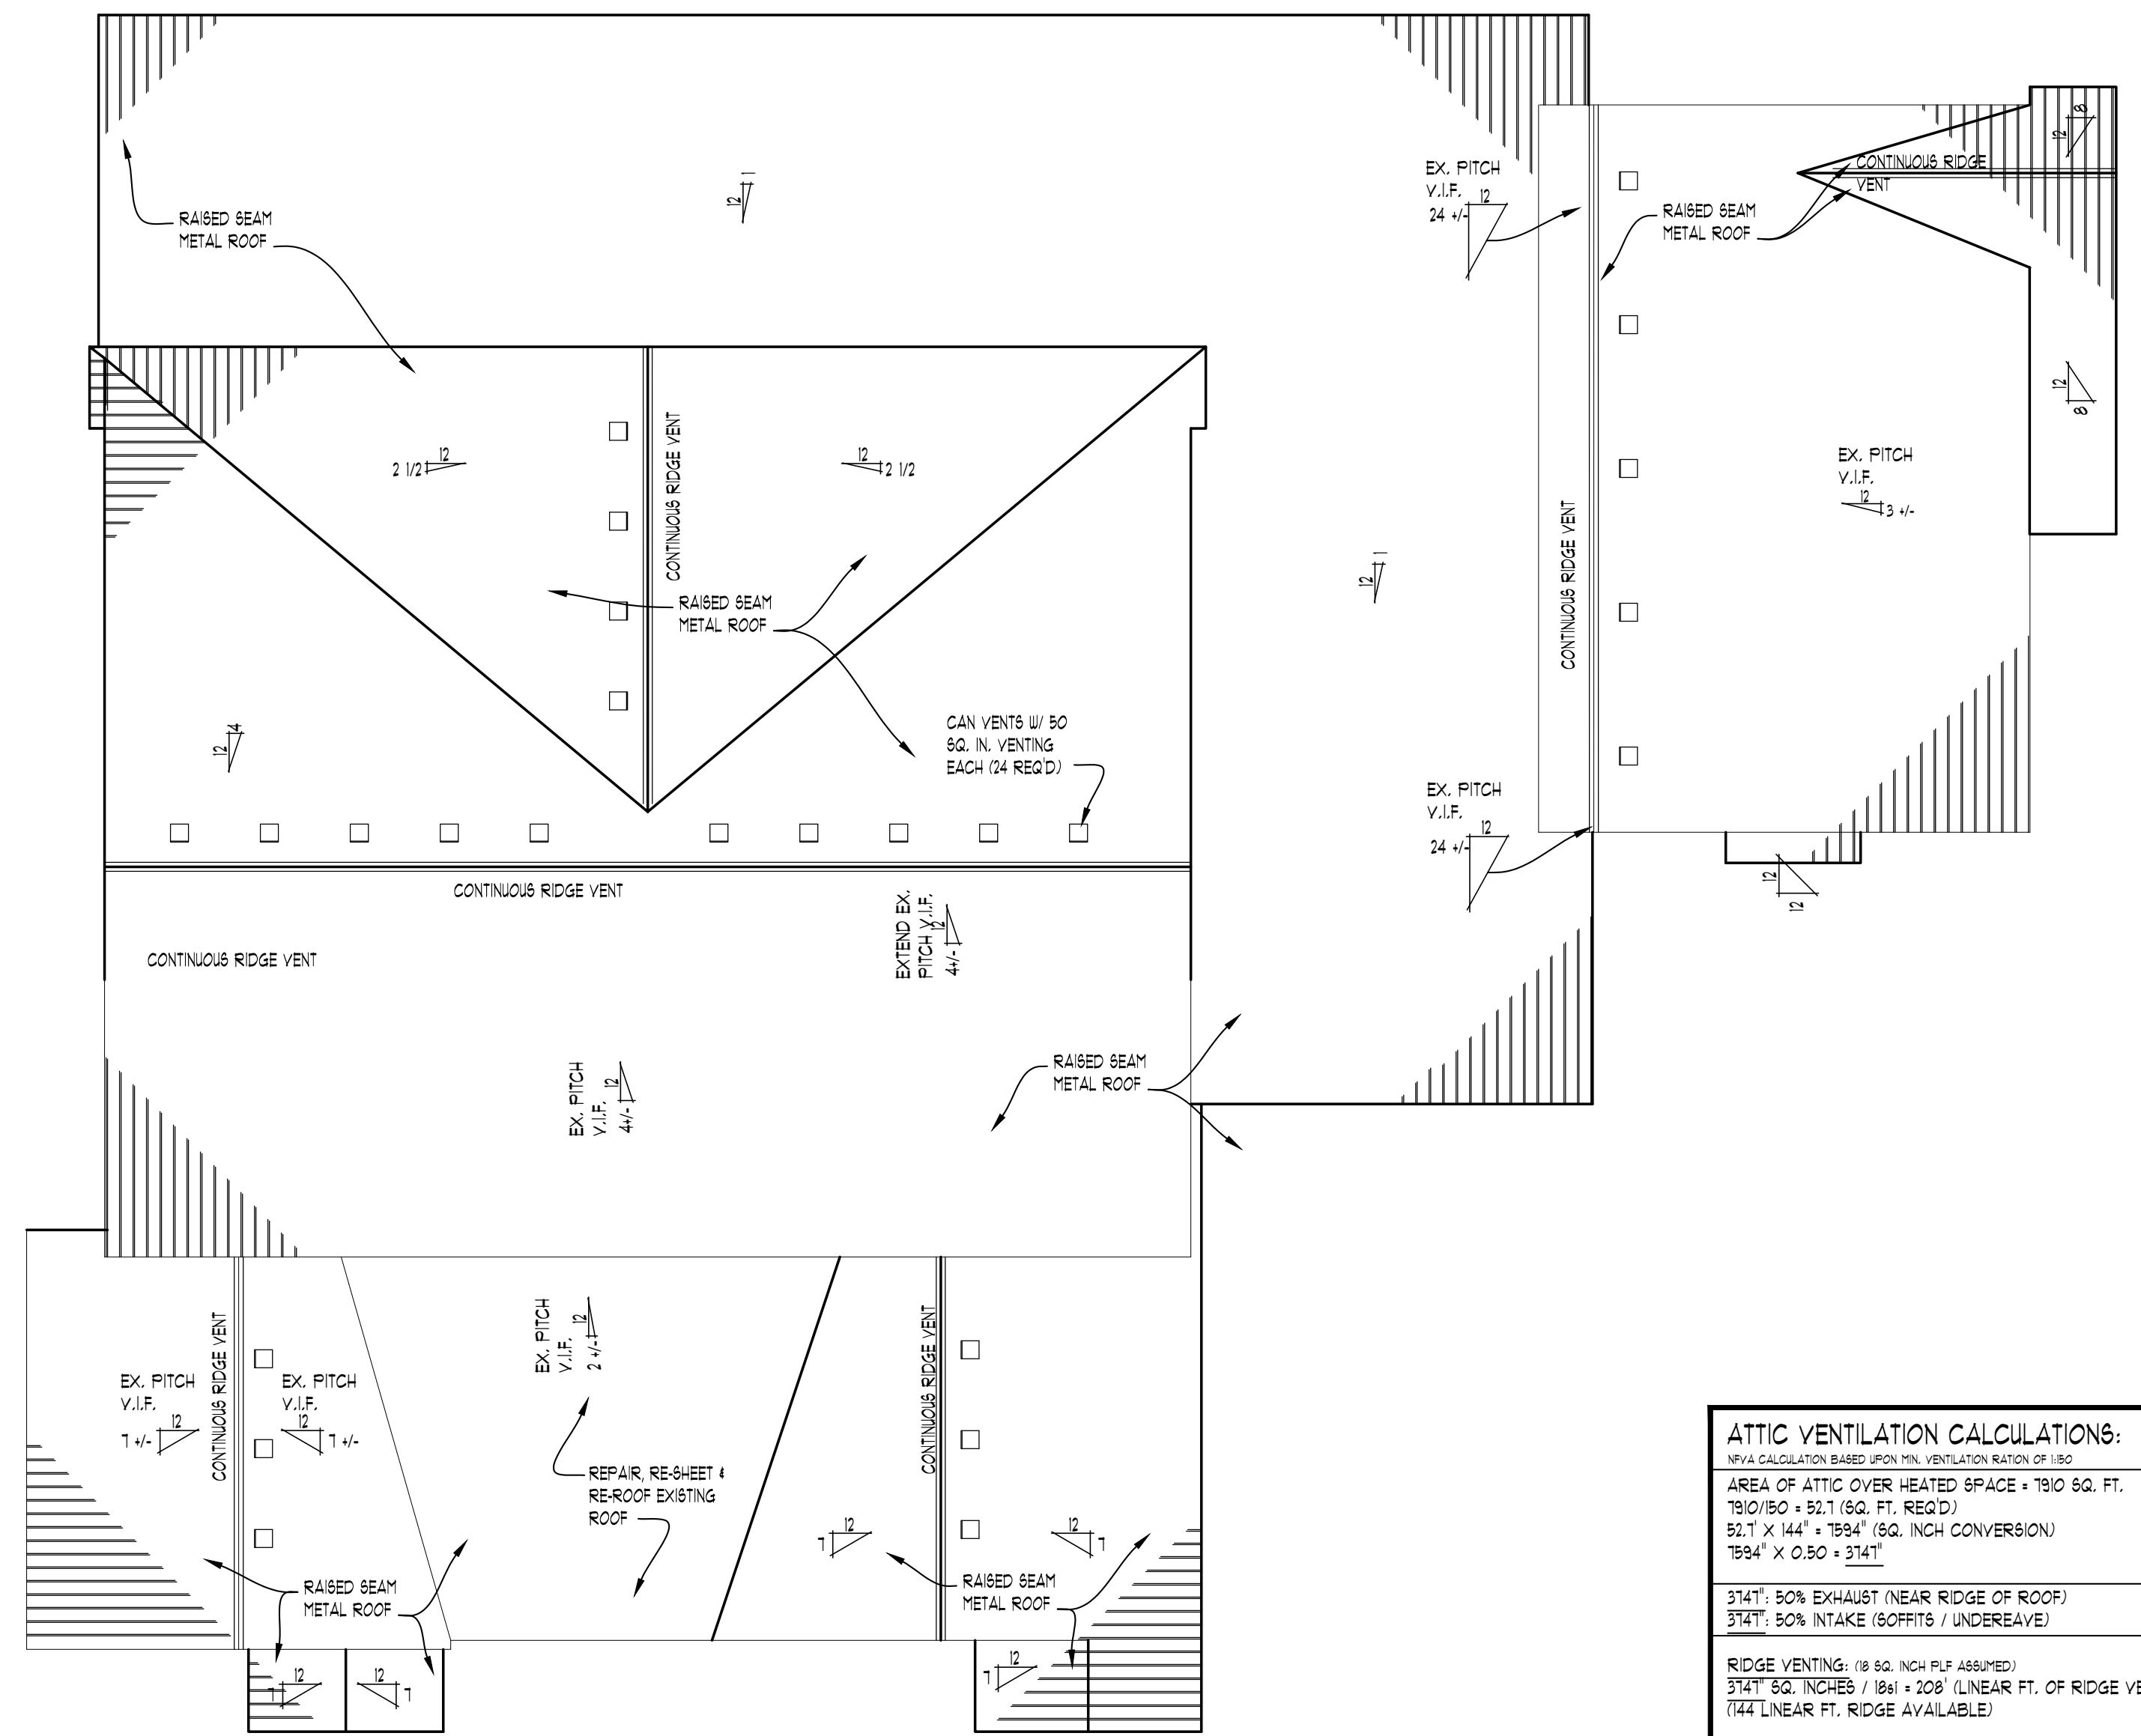 12 1
RAISED SEAM
METAL ROOF
EX. PITCH
V.I.F.
12
24 +/-
RAISED SEAM
METAL ROOF
CONTINUOUS RIDGE
VENT
12 8
12
8
12
2 1/2
12
2 1/2
CONTINUOUS RIDGE VENT
RAISED SEAM
METAL ROOF
12 4
CAN VENTS W/ 50
SQ. IN. VENTING
EACH (24 REQ'D)
12 1
CONTINUOUS RIDGE VENT
EX. PITCH
V.I.F.
12
3 +/-
EX. PITCH
V.I.F.
12
24 +/-
12
12
CONTINUOUS RIDGE VENT
CONTINUOUS RIDGE VENT
EXTEND EX.
PITCH V.I.F.
12
4+/-
EX. PITCH
V.I.F.
12
4+/-
RAISED SEAM
METAL ROOF
EX. PITCH
V.I.F.
12
7 +/-
CONTINUOUS RIDGE VENT
EX. PITCH
V.I.F.
12
7 +/-
EX. PITCH
V.I.F.
12
2 +/-
REPAIR, RE-SHEET &
RE-ROOF EXISTING
ROOF
CONTINUOUS RIDGE VENT
12
7
12
7
RAISED SEAM
METAL ROOF
RAISED SEAM
METAL ROOF
12
7
12
7
12
7
ATTIC VENTILATION CALCULATIONS:
NFVA CALCULATION BASED UPON MIN. VENTILATION RATION OF 1:150
AREA OF ATTIC OVER HEATED SPACE = 7910 SQ. FT.
7910/150 = 52.7 (SQ. FT. REQ'D)
52.7' X 144" = 7594" (SQ. INCH CONVERSION)
7594" X 0.50 = 3747"
3747": 50% EXHAUST (NEAR RIDGE OF ROOF)
3747": 50% INTAKE (SOFFITS / UNDEREAVE)
RIDGE VENTING: (18 SQ. INCH PLF ASSUMED)
3747" SQ. INCHES / 18si = 208' (LINEAR FT. OF RIDGE VE
(144 LINEAR FT. RIDGE AVAILABLE)